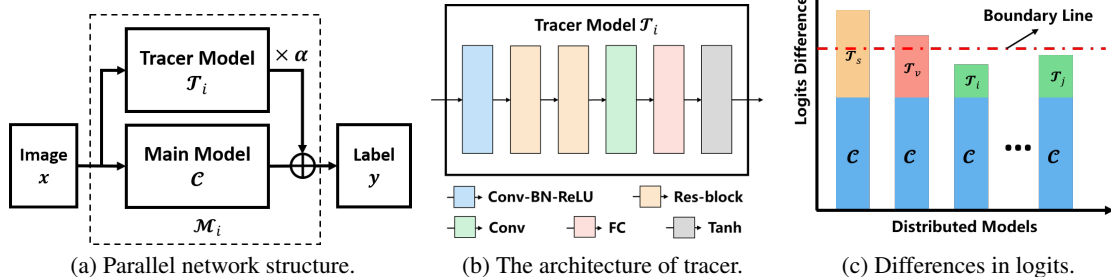 Tracer Model
𝒯i
× α
Image
x
Main Model
𝒞
Label
y
ℳi
(a) Parallel network structure.
Tracer Model 𝒯i
Conv-BN-ReLU
Res-block
Conv
FC
Tanh
(b) The architecture of tracer.
Logits Difference
Boundary Line
𝒯s
𝒯v
𝒯i
𝒯j
𝒞
𝒞
𝒞
𝒞
Distributed Models
(c) Differences in logits.